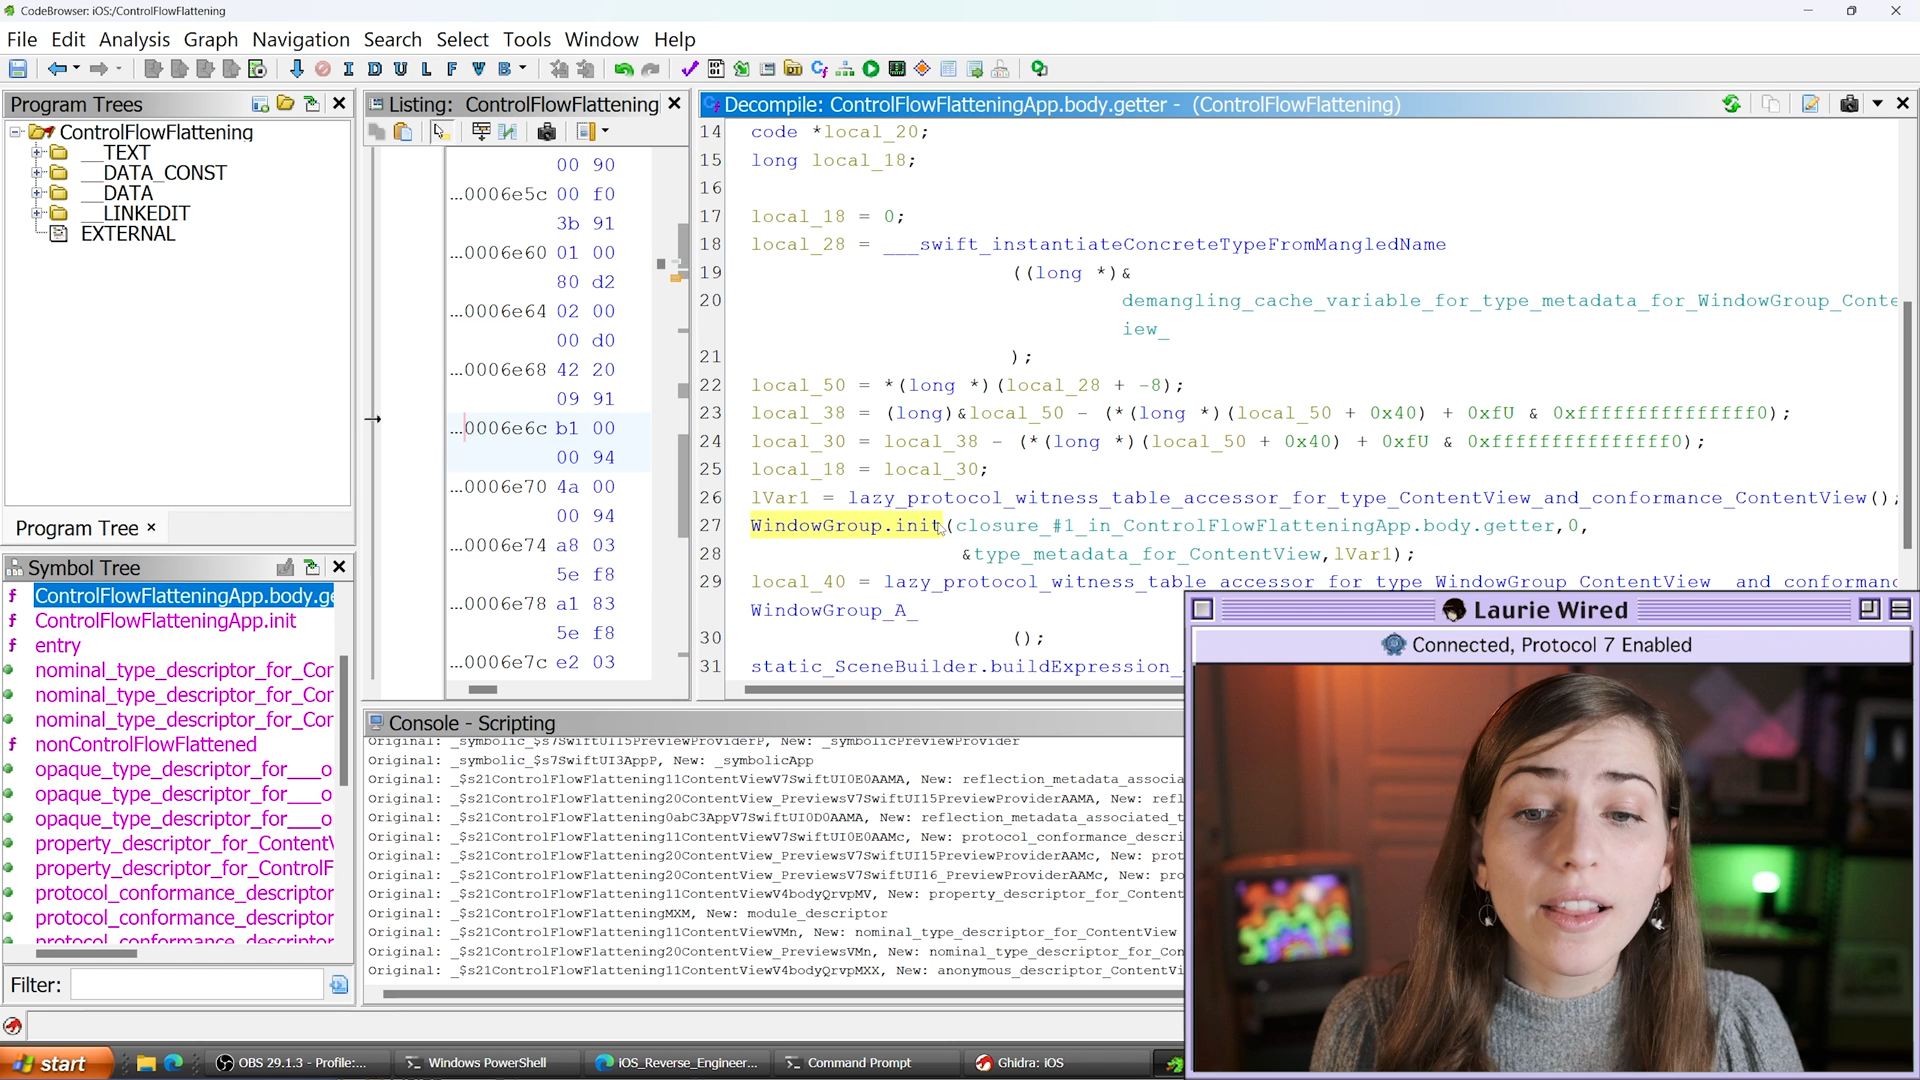 CodeBrowser: iOS:/ControlFlowFlattening
File Edit Analysis Graph Navigation Search Select Tools Window Help
I D U L F V B
Program Trees
ControlFlowFlattening
__TEXT
__DATA_CONST
__DATA
__LINKEDIT
EXTERNAL
Program Tree ×
Symbol Tree
f ControlFlowFlatteningApp.body.ge
f ControlFlowFlatteningApp.init
f entry
nominal_type_descriptor_for_Cor
nominal_type_descriptor_for_Cor
nominal_type_descriptor_for_Cor
f nonControlFlowFlattened
opaque_type_descriptor_for___o
opaque_type_descriptor_for___o
opaque_type_descriptor_for___o
property_descriptor_for_Content
property_descriptor_for_ControlF
protocol_conformance_descriptor
protocol_conformance_descriptor
protocol_conformance_descriptor
Filter:
Listing: ControlFlowFlattening
00 90
...0006e5c 00 f0
3b 91
...0006e60 01 00
80 d2
...0006e64 02 00
00 d0
...0006e68 42 20
09 91
...0006e6c b1 00
00 94
...0006e70 4a 00
00 94
...0006e74 a8 03
5e f8
...0006e78 a1 83
5e f8
...0006e7c e2 03
Decompile: ControlFlowFlatteningApp.body.getter - (ControlFlowFlattening)
14 code *local_20;
15 long local_18;
16
17 local_18 = 0;
18 local_28 = ___swift_instantiateConcreteTypeFromMangledName
19 ((long *)&
20 demangling_cache_variable_for_type_metadata_for_WindowGroup_Conte
iew_
21 );
22 local_50 = *(long *)(local_28 + -8);
23 local_38 = (long)&local_50 - (*(long *)(local_50 + 0x40) + 0xfU & 0xfffffffffffffff0);
24 local_30 = local_38 - (*(long *)(local_50 + 0x40) + 0xfU & 0xfffffffffffffff0);
25 local_18 = local_30;
26 lVar1 = lazy_protocol_witness_table_accessor_for_type_ContentView_and_conformance_ContentView();
27 WindowGroup.init(closure_#1_in_ControlFlowFlatteningApp.body.getter,0,
28 &type_metadata_for_ContentView,lVar1);
29 local_40 = lazy_protocol_witness_table_accessor_for_type_WindowGroup_ContentView__and_conformanc
WindowGroup_A_
30 ();
31 static_SceneBuilder.buildExpression_
Console - Scripting
Original: _symbolic_$s7SwiftUI15PreviewProviderP, New: _symbolicPreviewProvider
Original: _symbolic_$s7SwiftUI3AppP, New: _symbolicApp
Original: _$s21ControlFlowFlattening11ContentViewV7SwiftUI0E0AAMA, New: reflection_metadata_associa
Original: _$s21ControlFlowFlattening20ContentView_PreviewsV7SwiftUI15PreviewProviderAAMA, New: refl
Original: _$s21ControlFlowFlattening0abC3AppV7SwiftUI0D0AAMA, New: reflection_metadata_associated_t
Original: _$s21ControlFlowFlattening11ContentViewV7SwiftUI0E0AAMc, New: protocol_conformance_descri
Original: _$s21ControlFlowFlattening20ContentView_PreviewsV7SwiftUI15PreviewProviderAAMc, New: prot
Original: _$s21ControlFlowFlattening20ContentView_PreviewsV7SwiftUI16_PreviewProviderAAMc, New: pro
Original: _$s21ControlFlowFlattening11ContentViewV4bodyQrvpMV, New: property_descriptor_for_Content
Original: _$s21ControlFlowFlatteningMXM, New: module_descriptor
Original: _$s21ControlFlowFlattening11ContentViewVMn, New: nominal_type_descriptor_for_ContentView
Original: _$s21ControlFlowFlattening20ContentView_PreviewsVMn, New: nominal_type_descriptor_for_Con
Original: _$s21ControlFlowFlattening11ContentViewV4bodyQrvpMXX, New: anonymous_descriptor_ContentVi
Laurie Wired
Connected, Protocol 7 Enabled
start
OBS 29.1.3 - Profile:...
Windows PowerShell
iOS_Reverse_Engineer...
Command Prompt
Ghidra: iOS